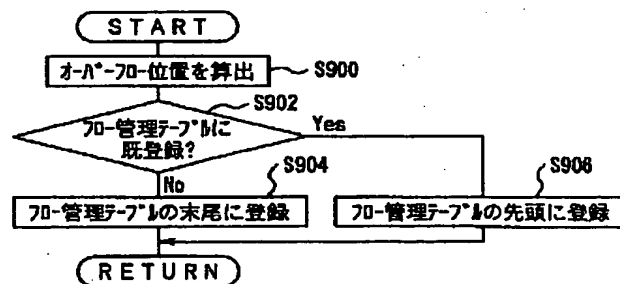 START
オーバーフロー位置を算出
S900
S902
フロー管理テーブルに
既登録?
Yes
No
S904
S906
フロー管理テーブルの末尾に登録
フロー管理テーブルの先頭に登録
RETURN